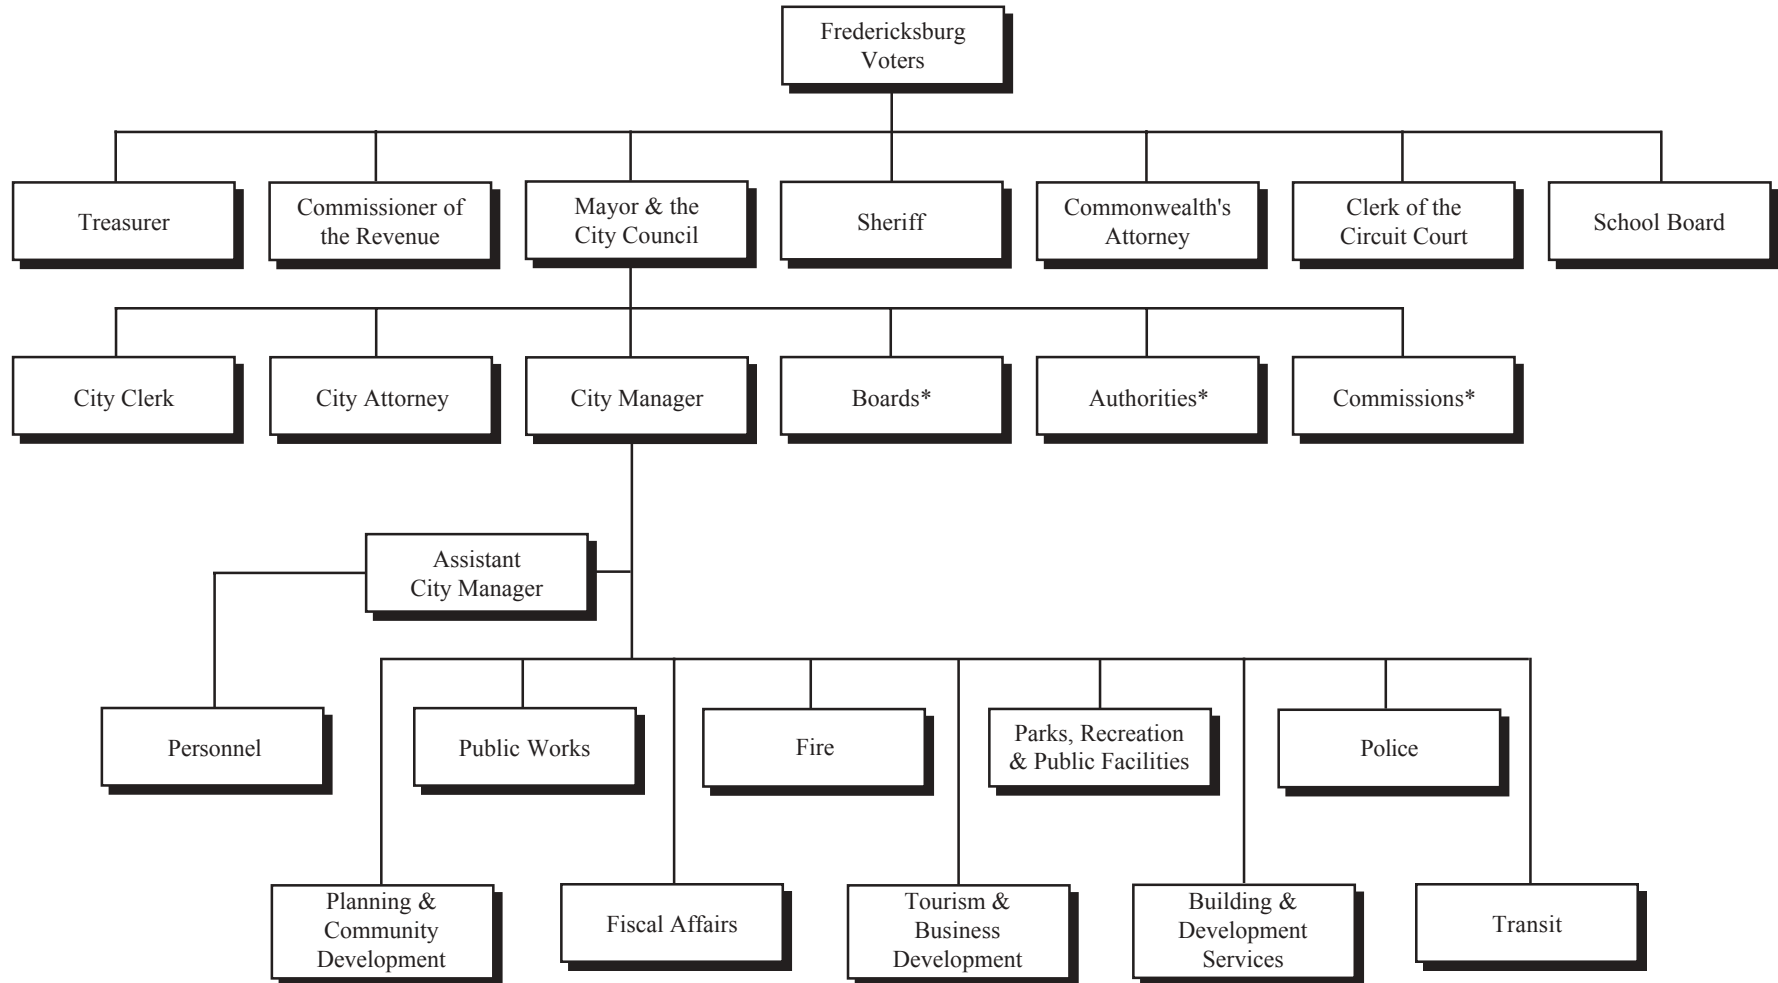 Fredericksburg
Voters
Treasurer
Commissioner of
the Revenue
Mayor & the
City Council
Sheriff
Commonwealth's
Attorney
Clerk of the
Circuit Court
School Board
City Clerk
City Attorney
City Manager
Boards*
Authorities*
Commissions*
Assistant
City Manager
Personnel
Public Works
Fire
Parks, Recreation
& Public Facilities
Police
Planning &
Community
Development
Fiscal Affairs
Tourism &
Business
Development
Building &
Development
Services
Transit